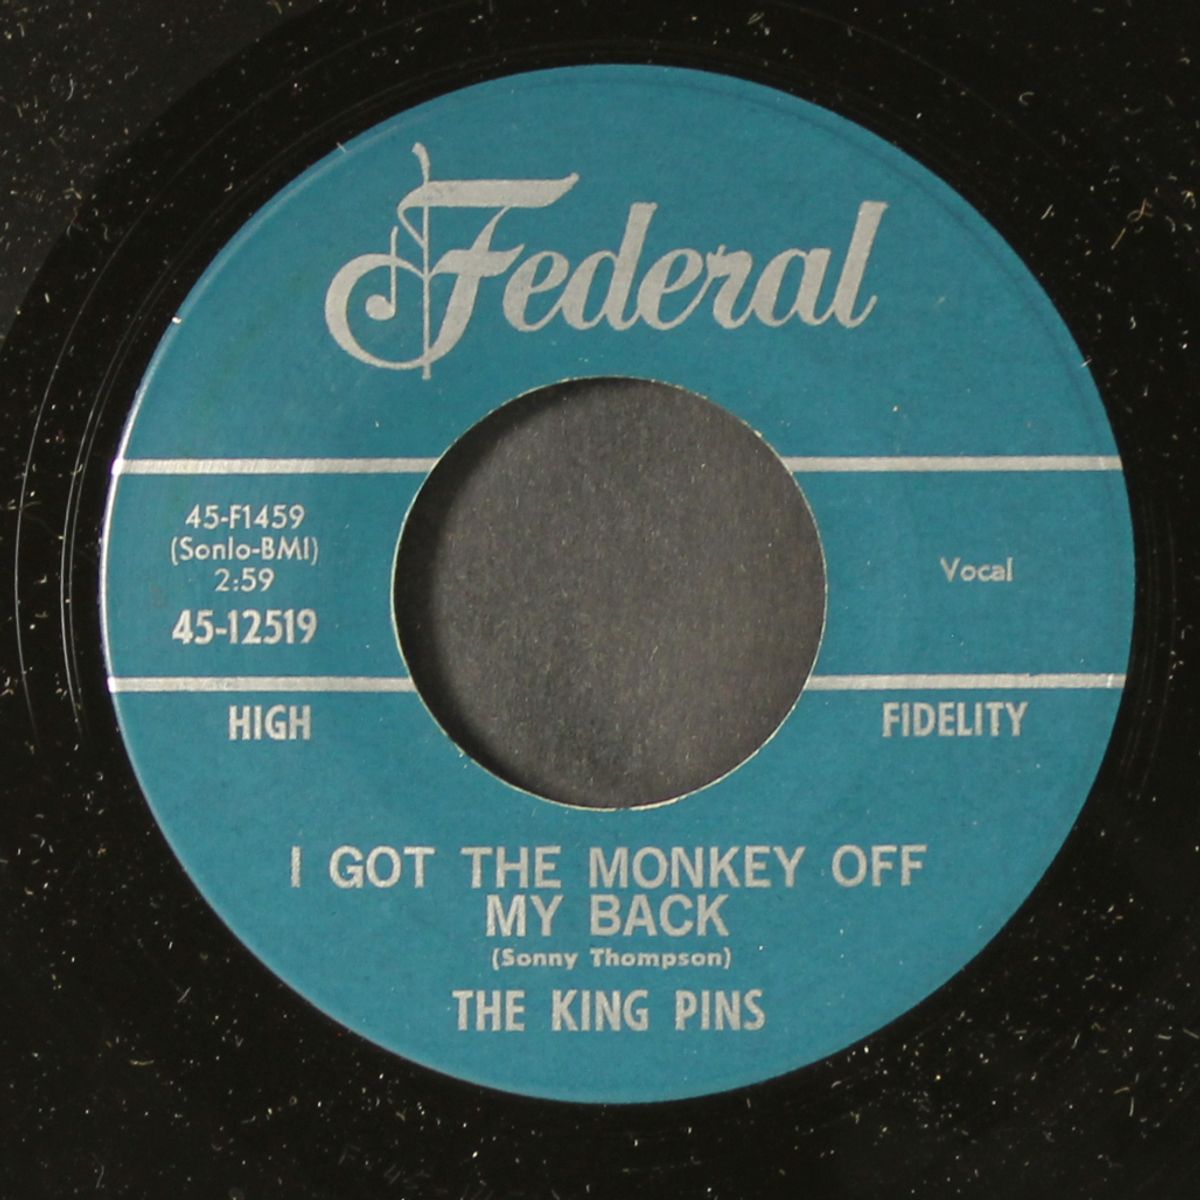 Federal
45-F1459
(Sonlo-BMI)
2:59
45-12519
Vocal
HIGH FIDELITY
I GOT THE MONKEY OFF
MY BACK
(Sonny Thompson)
THE KING PINS